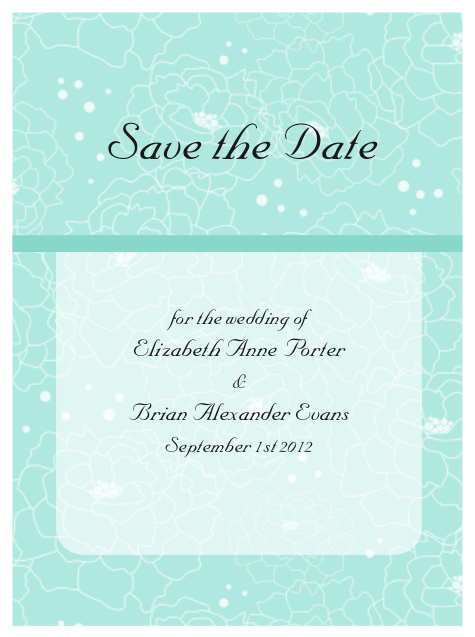 Save the Date
for the wedding of
Elizabeth Anne Porter
&
Brian Alexander Evans
September 1st 2012